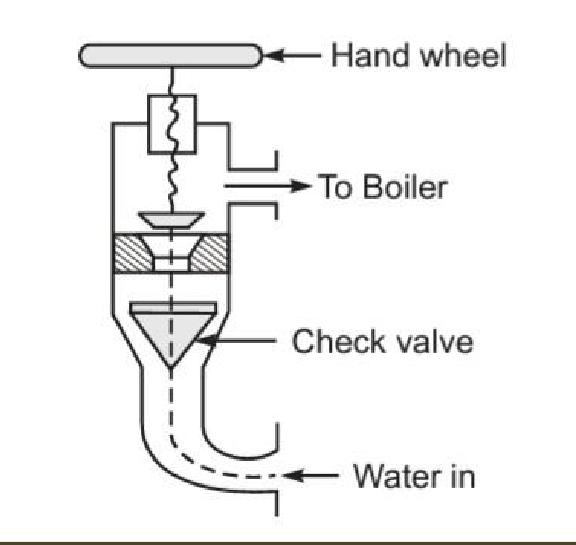 Hand wheel
To Boiler
Check valve
Water in